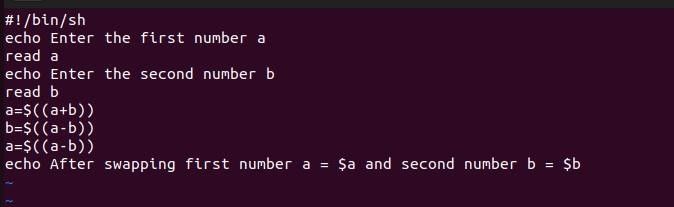 #!/bin/sh
echo Enter the first number a
read a
echo Enter the second number b
read b
a=$((a+b))
b=$((a-b))
a=$((a-b))
echo After swapping first number a = $a and second number b = $b
~
~